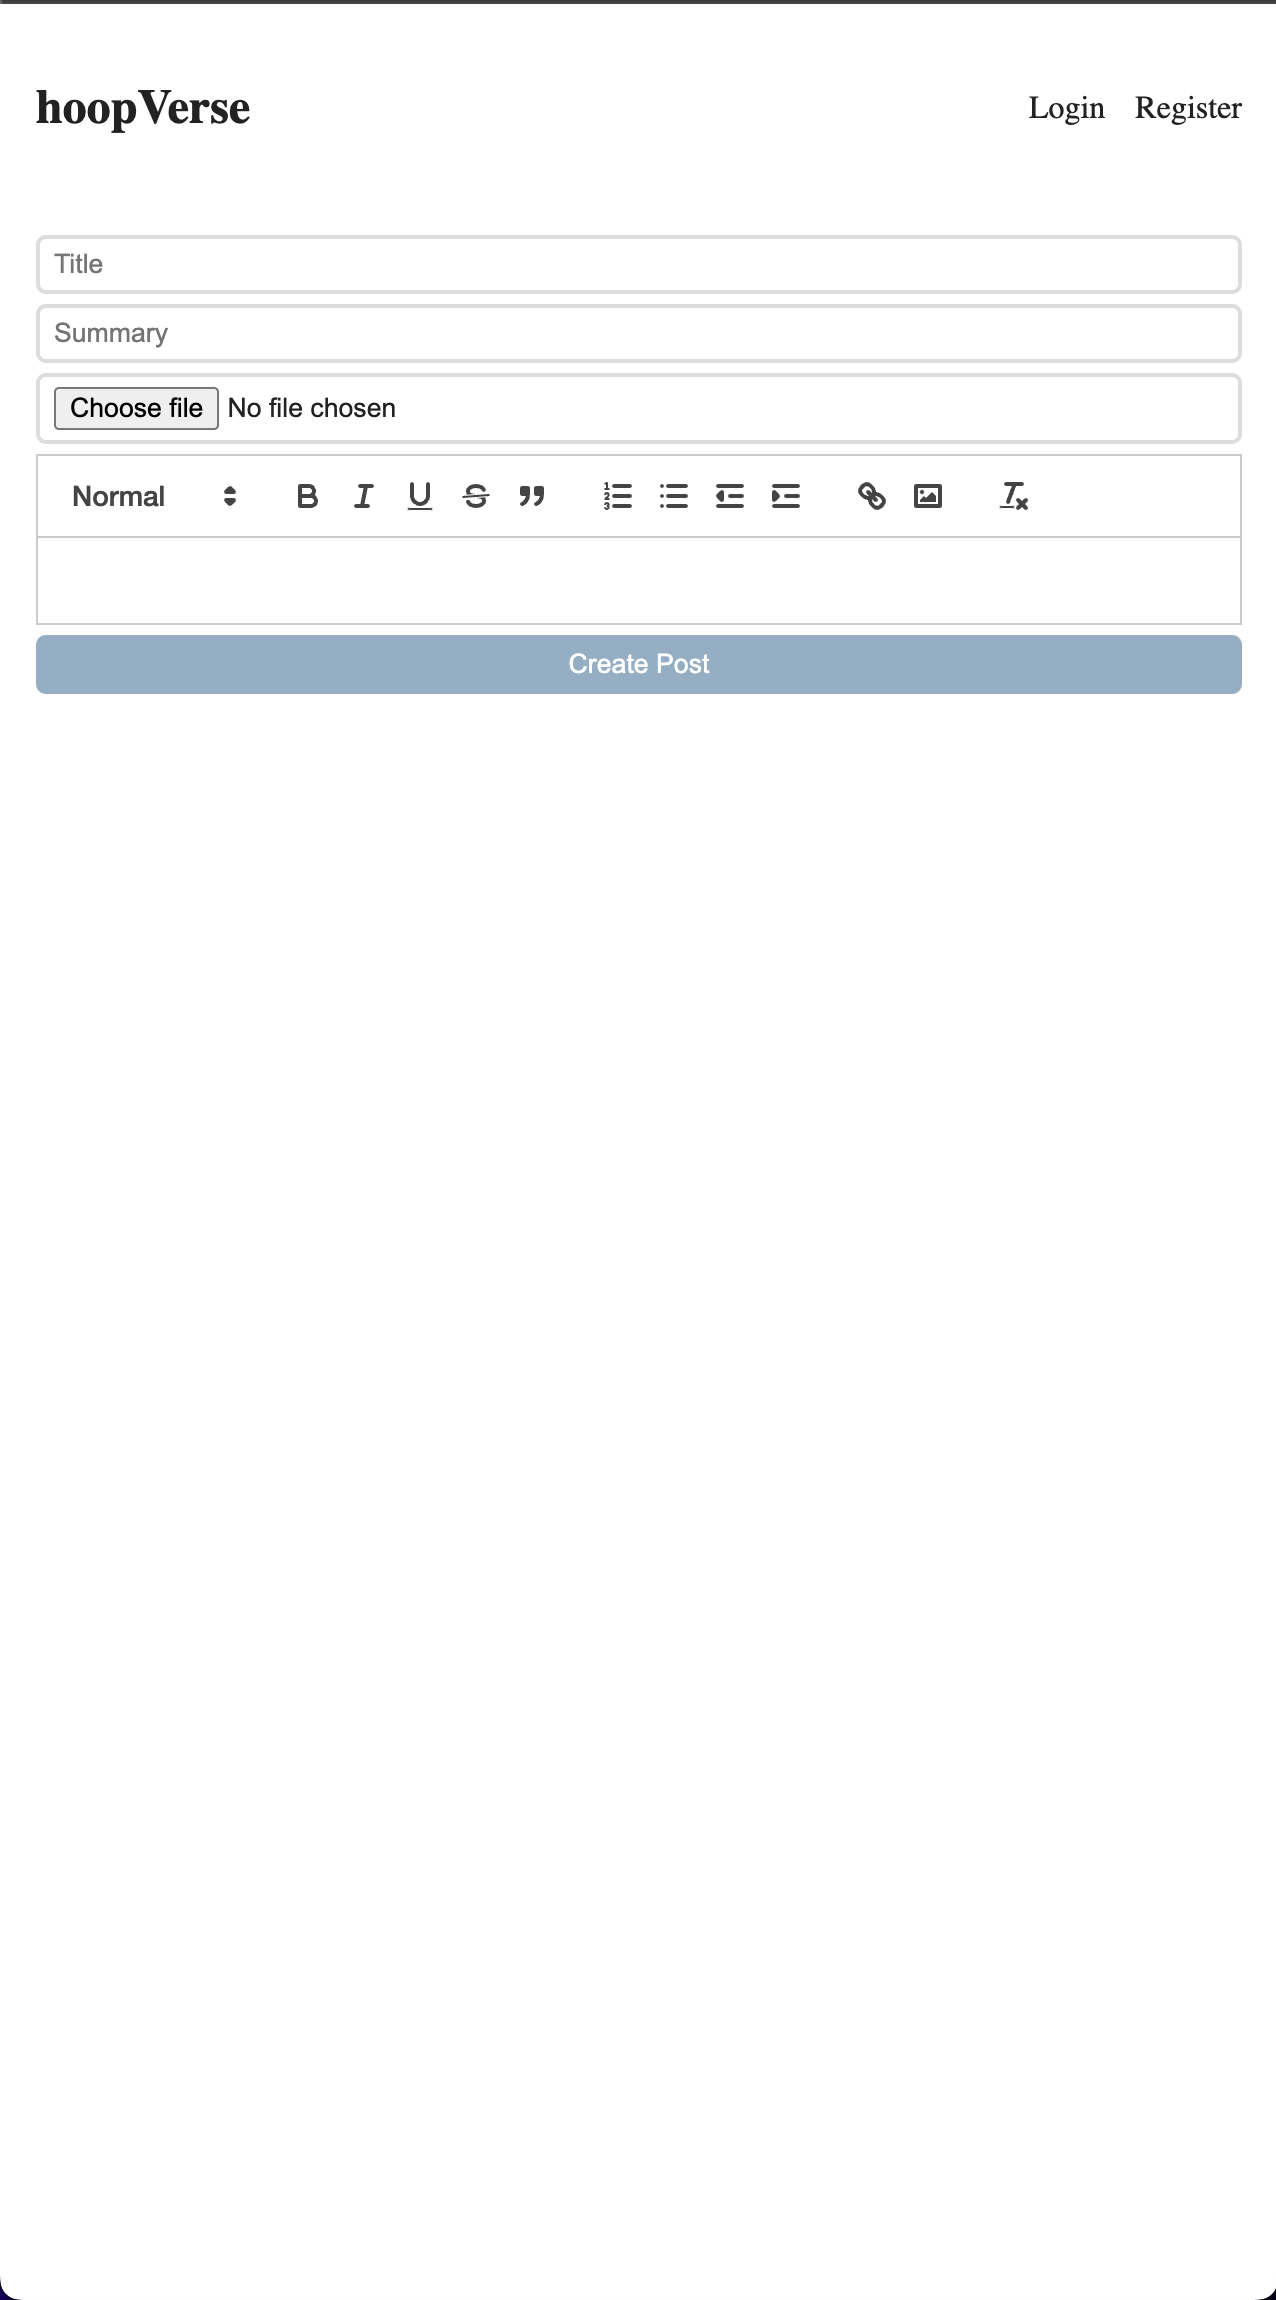 hoopVerse
Login Register
Title
Summary
Choose file No file chosen
Normal
Create Post